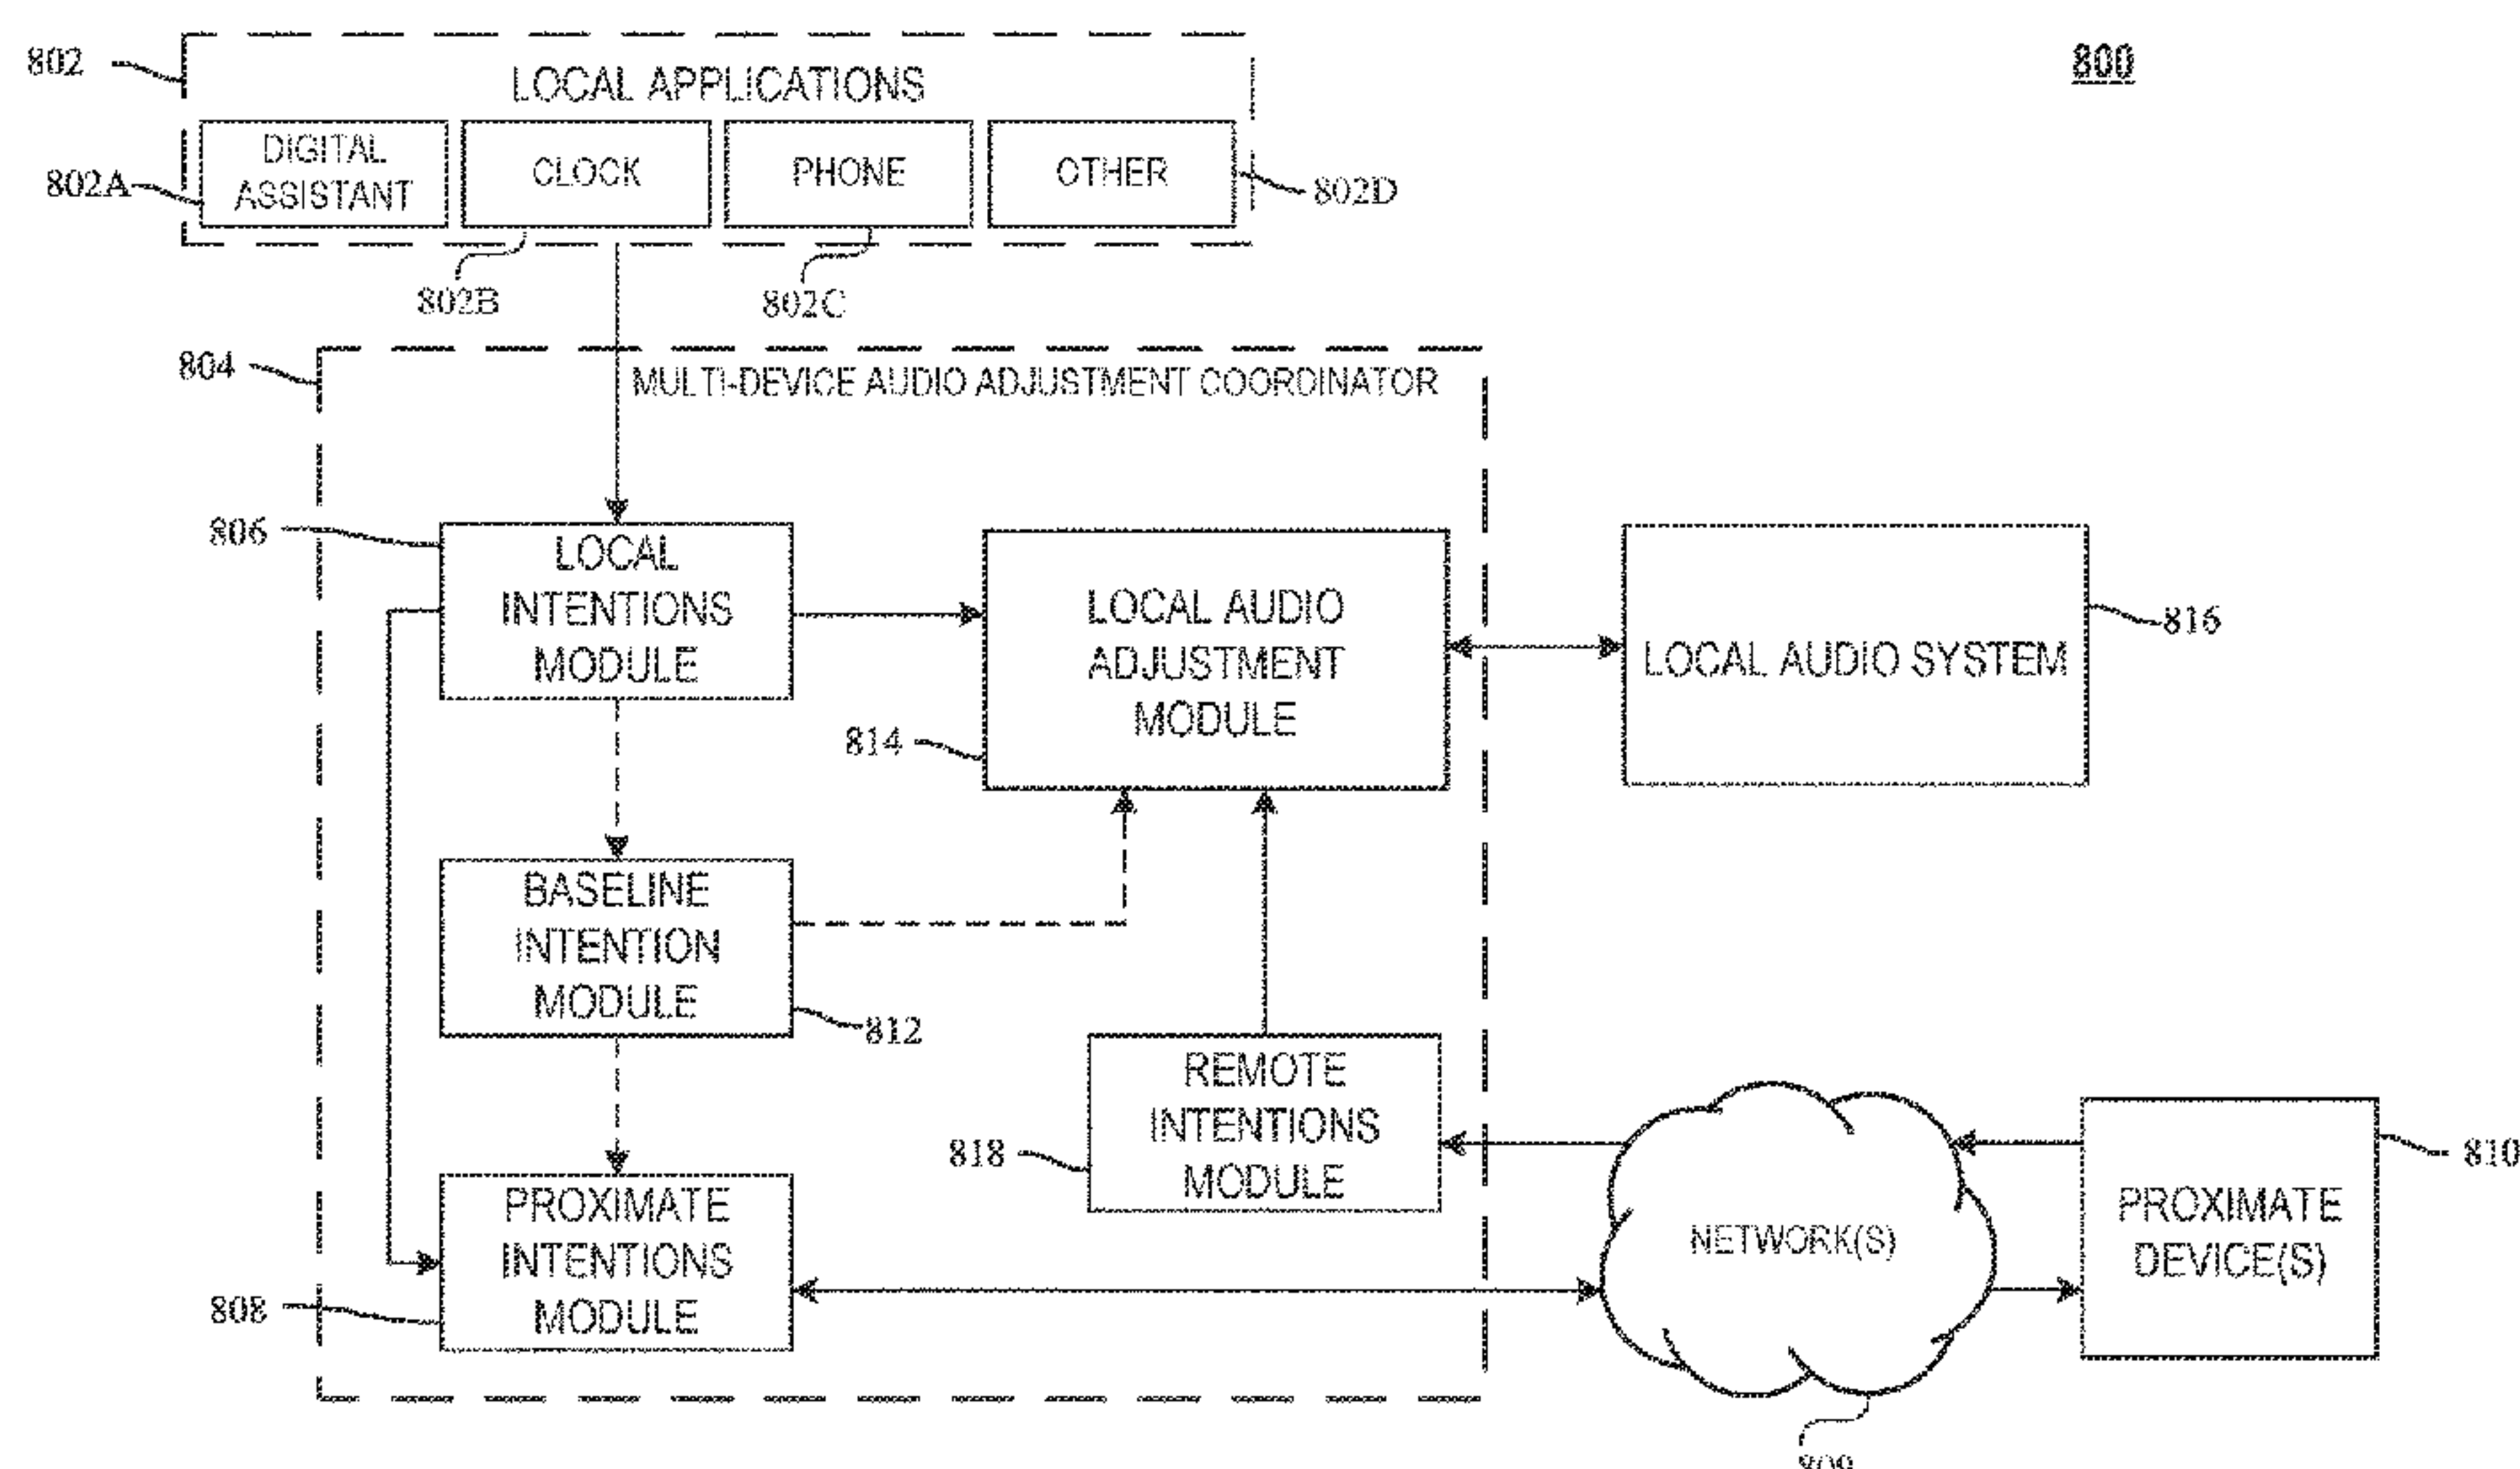 800
802
LOCAL APPLICATIONS
DIGITAL
ASSISTANT
CLOCK
PHONE
OTHER
802A
802D
802B
802C
804
MULTI-DEVICE AUDIO ADJUSTMENT COORDINATOR
806
LOCAL
INTENTIONS
MODULE
LOCAL AUDIO
ADJUSTMENT
MODULE
814
LOCAL AUDIO SYSTEM
816
BASELINE
INTENTION
MODULE
812
REMOTE
INTENTIONS
MODULE
818
NETWORK(S)
PROXIMATE
DEVICE(S)
810
PROXIMATE
INTENTIONS
MODULE
808